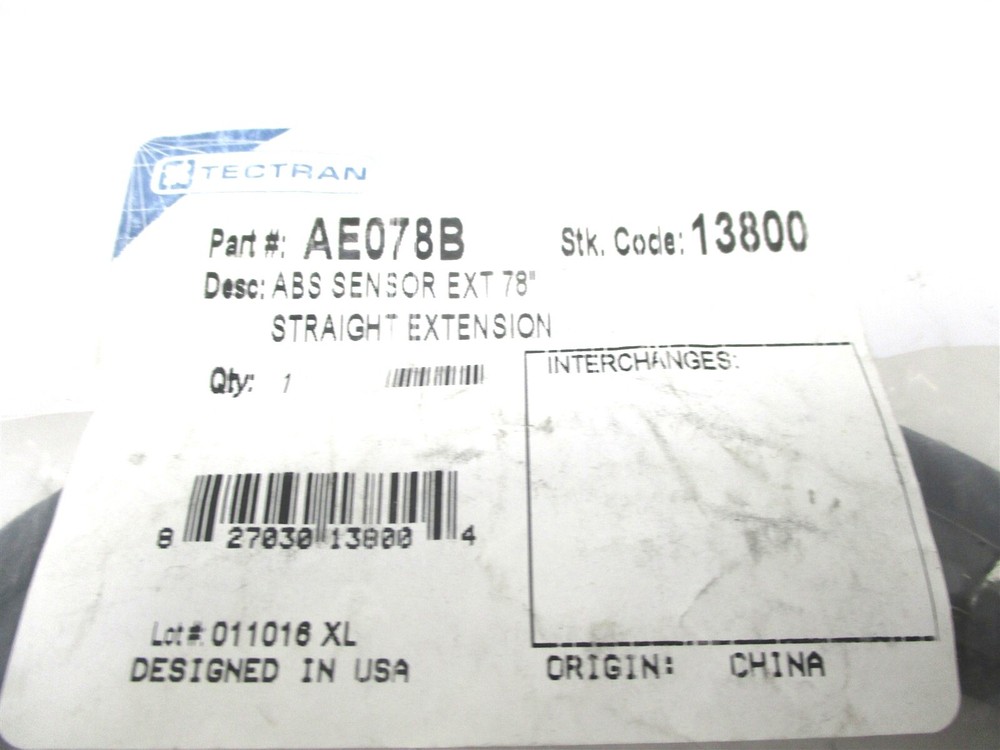 TECTRAN
Part #: AE078B
Stk. Code: 13800
Desc: ABS SENSOR EXT 78"
STRAIGHT EXTENSION
Qty: 1
INTERCHANGES:
8 27030 13800 4
Lot#: 011016 XL
DESIGNED IN USA
ORIGIN: CHINA